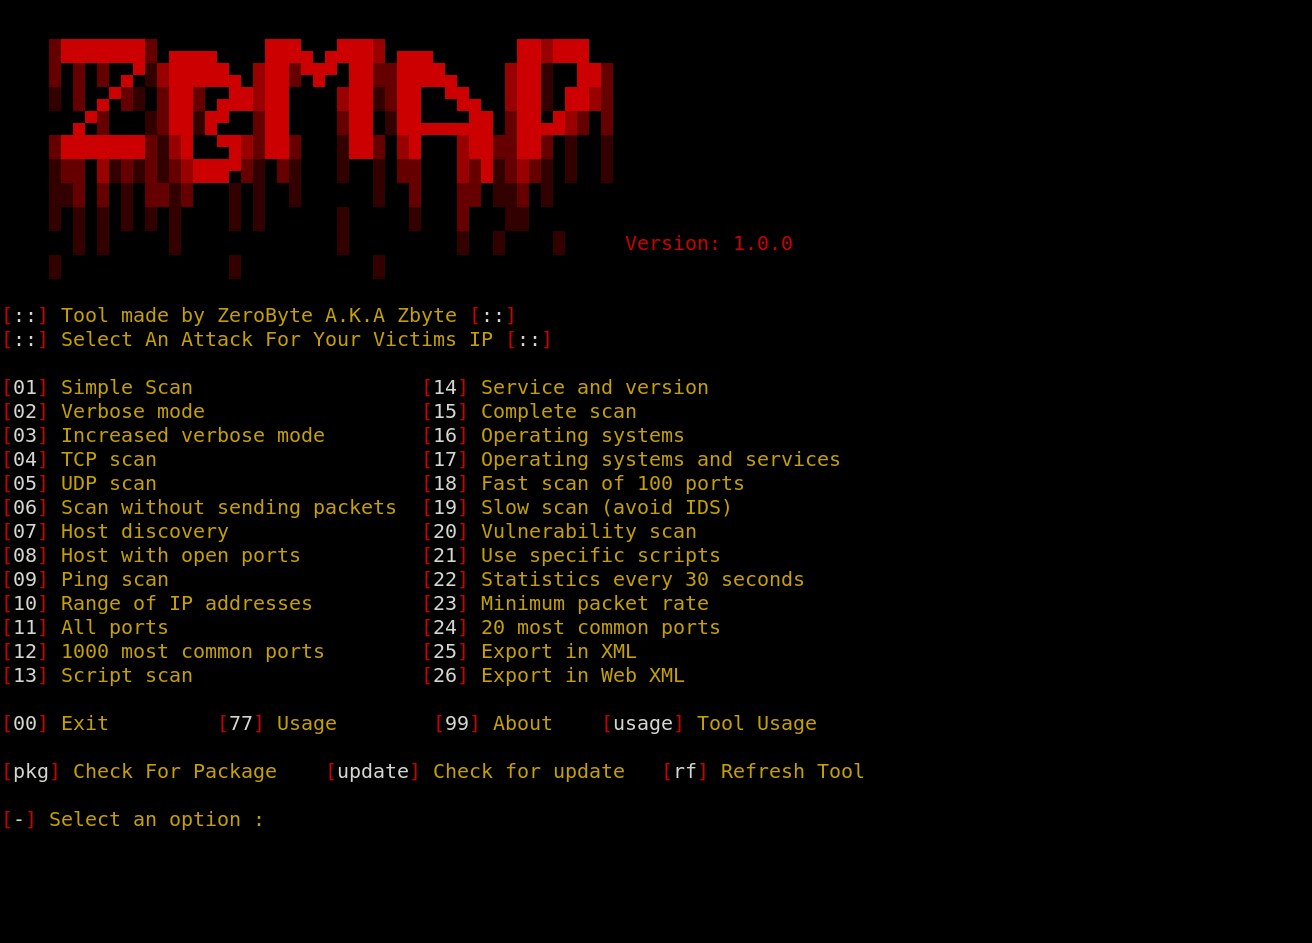 ZbMAP
Version: 1.0.0
[::] Tool made by ZeroByte A.K.A Zbyte [::]
[::] Select An Attack For Your Victims IP [::]
[01] Simple Scan [14] Service and version
[02] Verbose mode [15] Complete scan
[03] Increased verbose mode [16] Operating systems
[04] TCP scan [17] Operating systems and services
[05] UDP scan [18] Fast scan of 100 ports
[06] Scan without sending packets [19] Slow scan (avoid IDS)
[07] Host discovery [20] Vulnerability scan
[08] Host with open ports [21] Use specific scripts
[09] Ping scan [22] Statistics every 30 seconds
[10] Range of IP addresses [23] Minimum packet rate
[11] All ports [24] 20 most common ports
[12] 1000 most common ports [25] Export in XML
[13] Script scan [26] Export in Web XML
[00] Exit [77] Usage [99] About [usage] Tool Usage
[pkg] Check For Package [update] Check for update [rf] Refresh Tool
[-] Select an option :